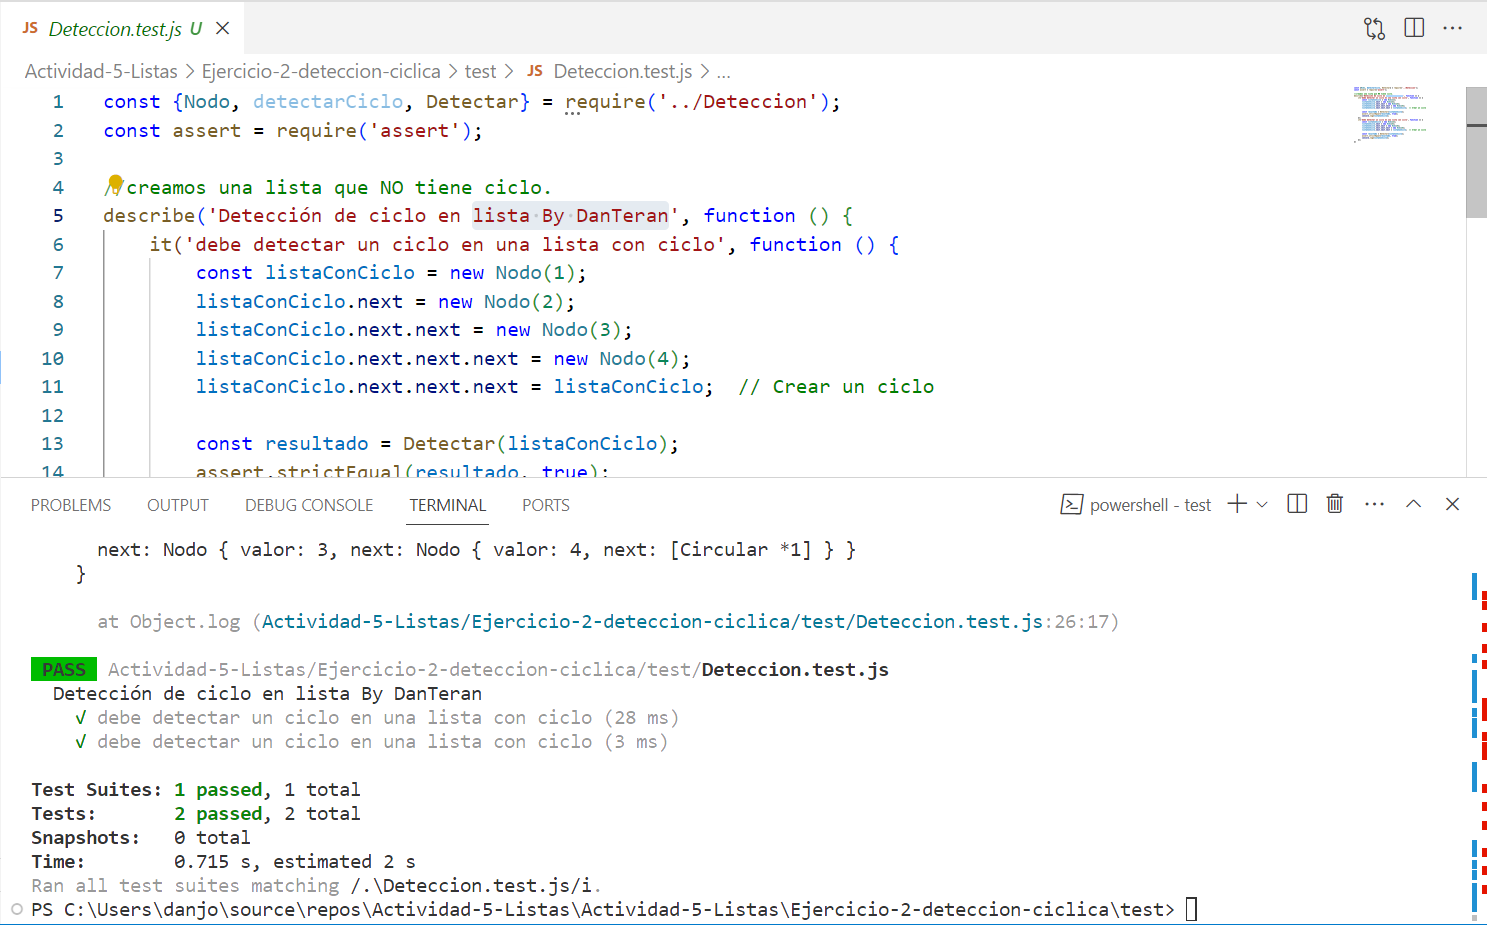 JS Deteccion.test.js U
Actividad-5-Listas > Ejercicio-2-deteccion-ciclica > test > JS Deteccion.test.js > ...
1 const {Nodo, detectarCiclo, Detectar} = require('../Deteccion');
2 const assert = require('assert');
3
4 //creamos una lista que NO tiene ciclo.
5 describe('Detección de ciclo en lista By DanTeran', function () {
6 it('debe detectar un ciclo en una lista con ciclo', function () {
7 const listaConCiclo = new Nodo(1);
8 listaConCiclo.next = new Nodo(2);
9 listaConCiclo.next.next = new Nodo(3);
10 listaConCiclo.next.next.next = new Nodo(4);
11 listaConCiclo.next.next.next = listaConCiclo; // Crear un ciclo
12
13 const resultado = Detectar(listaConCiclo);
14 assert.strictEqual(resultado, true);
PROBLEMS OUTPUT DEBUG CONSOLE TERMINAL PORTS powershell - test
next: Nodo { valor: 3, next: Nodo { valor: 4, next: [Circular *1] } }
}
at Object.log (Actividad-5-Listas/Ejercicio-2-deteccion-ciclica/test/Deteccion.test.js:26:17)
PASS Actividad-5-Listas/Ejercicio-2-deteccion-ciclica/test/Deteccion.test.js
Detección de ciclo en lista By DanTeran
√ debe detectar un ciclo en una lista con ciclo (28 ms)
√ debe detectar un ciclo en una lista con ciclo (3 ms)
Test Suites: 1 passed, 1 total
Tests: 2 passed, 2 total
Snapshots: 0 total
Time: 0.715 s, estimated 2 s
Ran all test suites matching /.\Deteccion.test.js/i.
PS C:\Users\danjo\source\repos\Actividad-5-Listas\Actividad-5-Listas\Ejercicio-2-deteccion-ciclica\test>